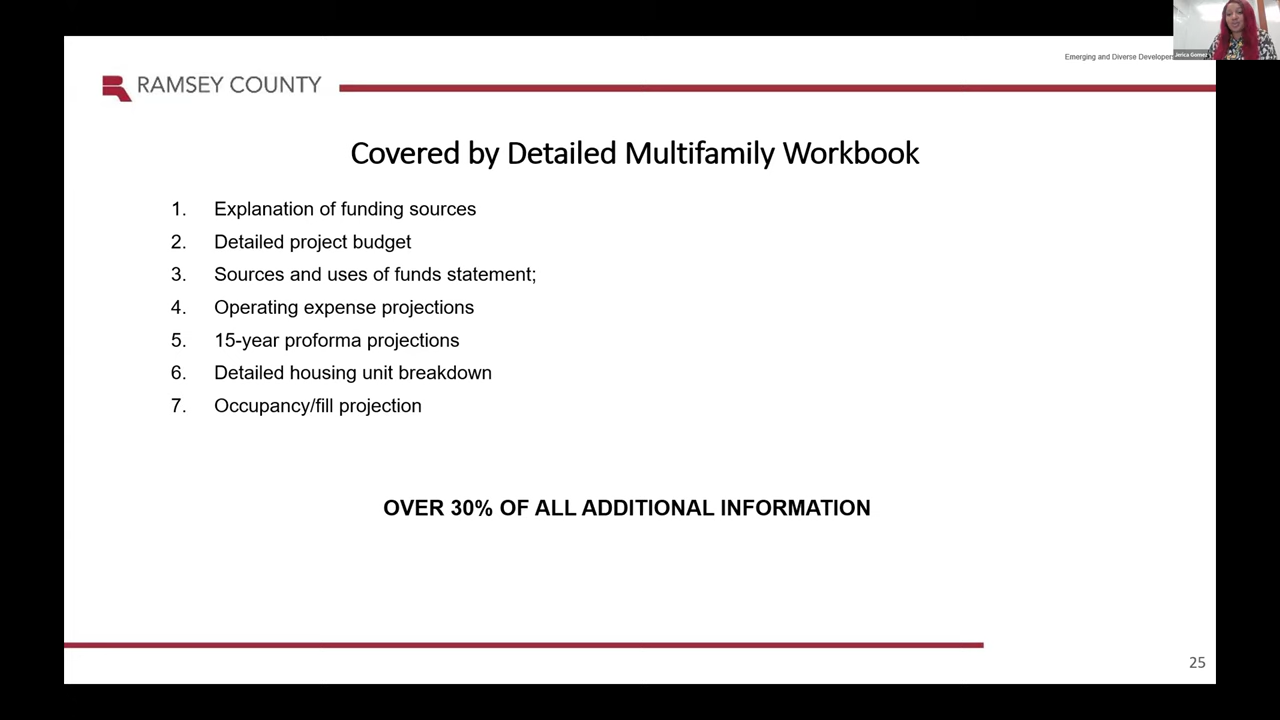 Emerging and Diverse Developers
Jerica Gomez
RAMSEY COUNTY
Covered by Detailed Multifamily Workbook
1. Explanation of funding sources
2. Detailed project budget
3. Sources and uses of funds statement;
4. Operating expense projections
5. 15-year proforma projections
6. Detailed housing unit breakdown
7. Occupancy/fill projection
OVER 30% OF ALL ADDITIONAL INFORMATION
25